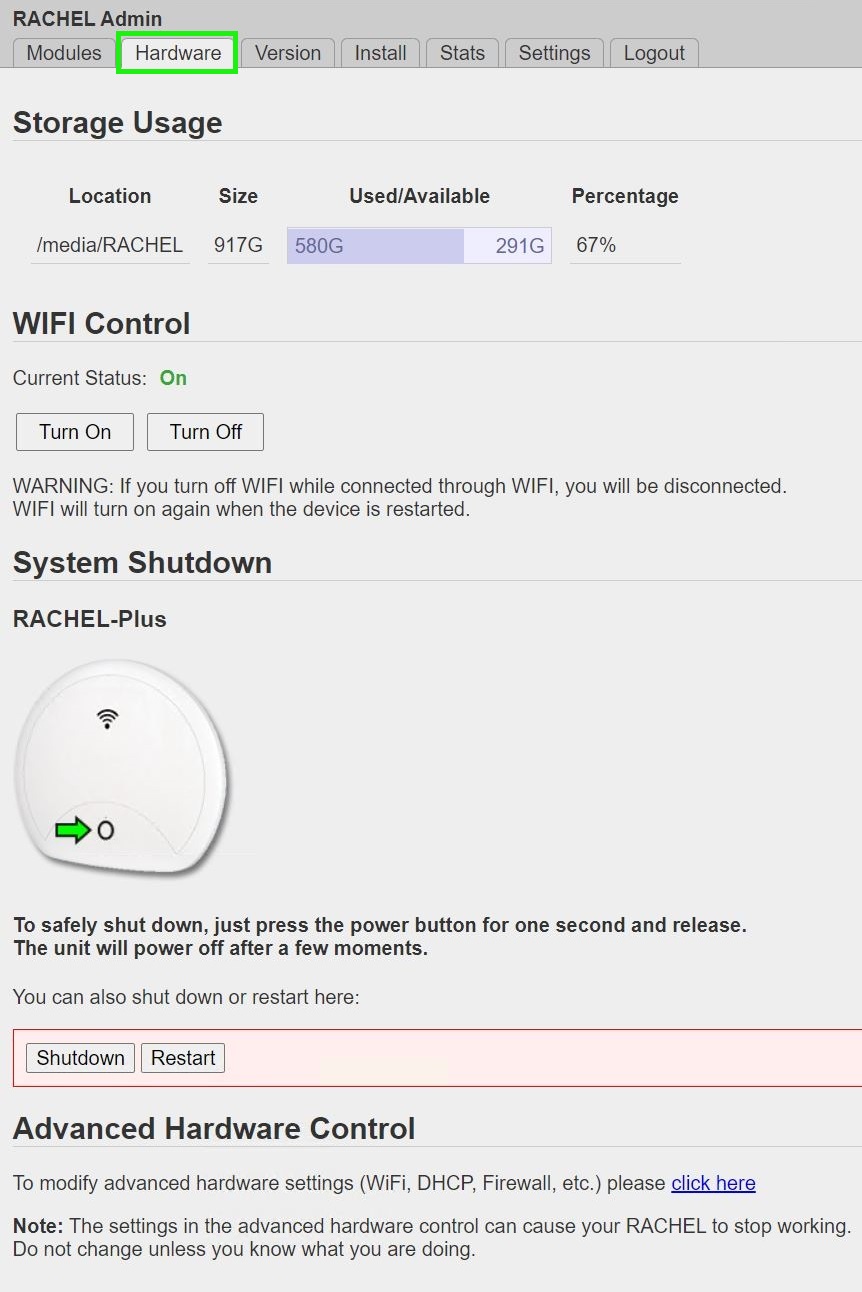 RACHEL Admin
Modules Hardware Version Install Stats Settings Logout
Storage Usage
Location Size Used/Available Percentage
/media/RACHEL 917G 580G 291G 67%
WIFI Control
Current Status: On
Turn On Turn Off
WARNING: If you turn off WIFI while connected through WIFI, you will be disconnected.
WIFI will turn on again when the device is restarted.
System Shutdown
RACHEL-Plus
To safely shut down, just press the power button for one second and release.
The unit will power off after a few moments.
You can also shut down or restart here:
Shutdown Restart
Advanced Hardware Control
To modify advanced hardware settings (WiFi, DHCP, Firewall, etc.) please click here
Note: The settings in the advanced hardware control can cause your RACHEL to stop working.
Do not change unless you know what you are doing.